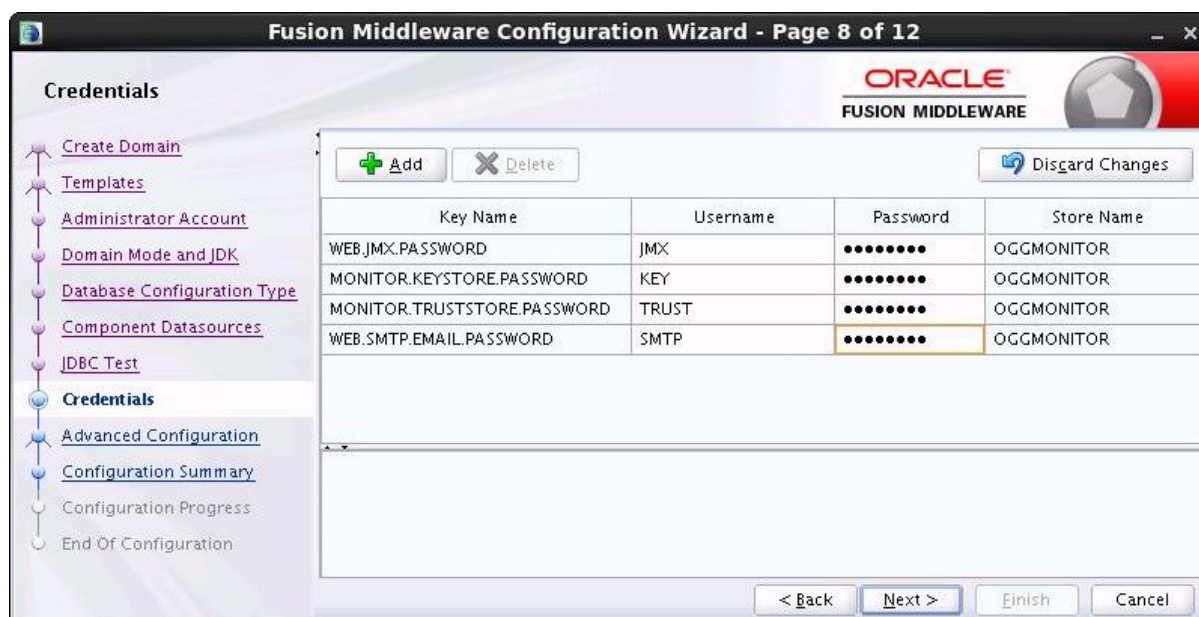 Fusion Middleware Configuration Wizard - Page 8 of 12
Credentials
ORACLE
FUSION MIDDLEWARE
Create Domain
Templates
Administrator Account
Domain Mode and JDK
Database Configuration Type
Component Datasources
JDBC Test
Credentials
Advanced Configuration
Configuration Summary
Configuration Progress
End Of Configuration
Add Delete Discard Changes
Key Name Username Password Store Name
WEB.JMX.PASSWORD JMX •••••••• OGGMONITOR
MONITOR.KEYSTORE.PASSWORD KEY •••••••• OGGMONITOR
MONITOR.TRUSTSTORE.PASSWORD TRUST •••••••• OGGMONITOR
WEB.SMTP.EMAIL.PASSWORD SMTP •••••••• OGGMONITOR
< Back Next > Finish Cancel